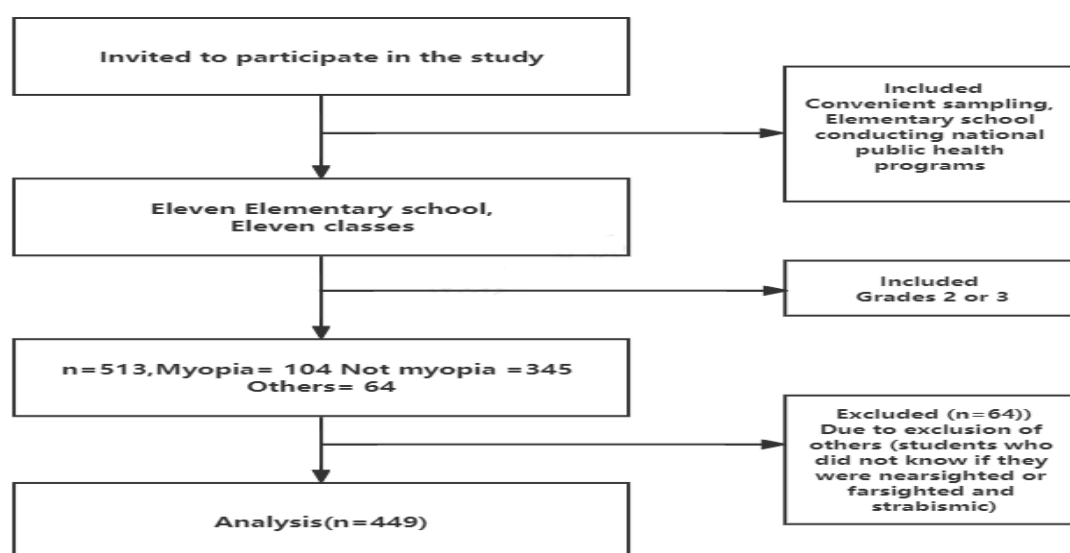 Invited to participate in the study
Included
Convenient sampling,
Elementary school
conducting national
public health
programs
Eleven Elementary school,
Eleven classes
Included
Grades 2 or 3
n=513,Myopia= 104 Not myopia =345
Others= 64
Excluded (n=64))
Due to exclusion of
others (students who
did not know if they
were nearsighted or
farsighted and
strabismic)
Analysis(n=449)